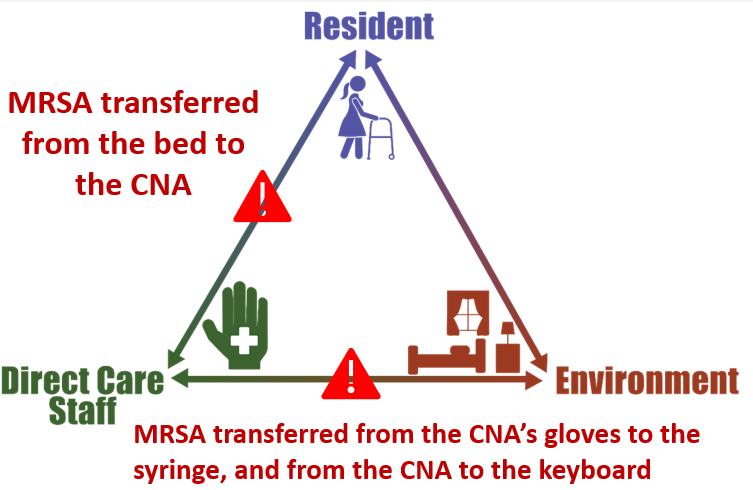 Resident
MRSA transferred
from the bed to
the CNA
Direct Care
Staff
Environment
MRSA transferred from the CNA’s gloves to the
syringe, and from the CNA to the keyboard